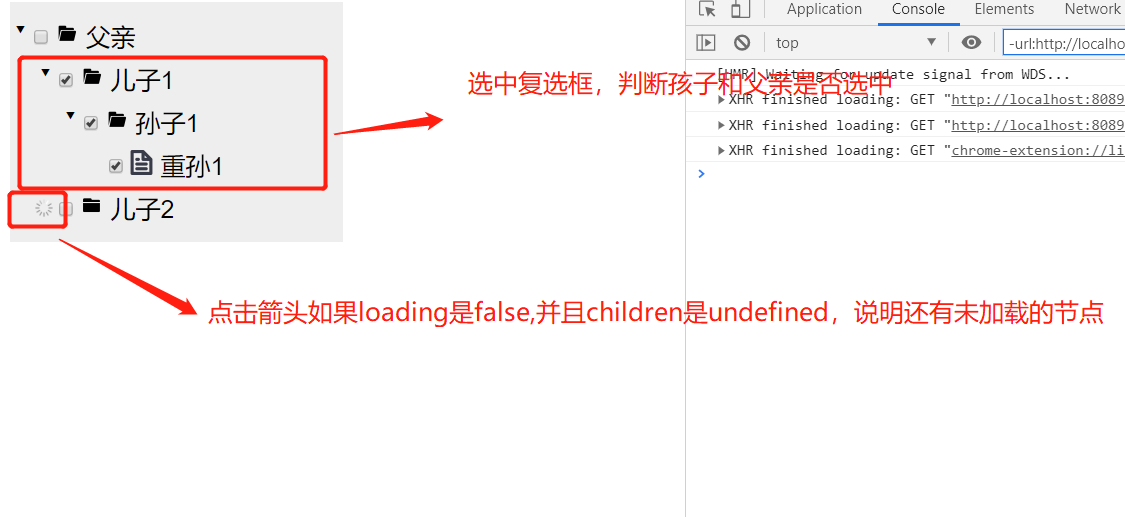 父亲
儿子1
孙子1
重孙1
儿子2
选中复选框，判断孩子和父亲是否选中
点击箭头如果loading是false,并且children是undefined，说明还有未加载的节点
Application Console Elements Network
top -url:http://localho
[HMR] Waiting for update signal from WDS...
XHR finished loading: GET "http://localhost:8089
XHR finished loading: GET "http://localhost:8089
XHR finished loading: GET "chrome-extension://li